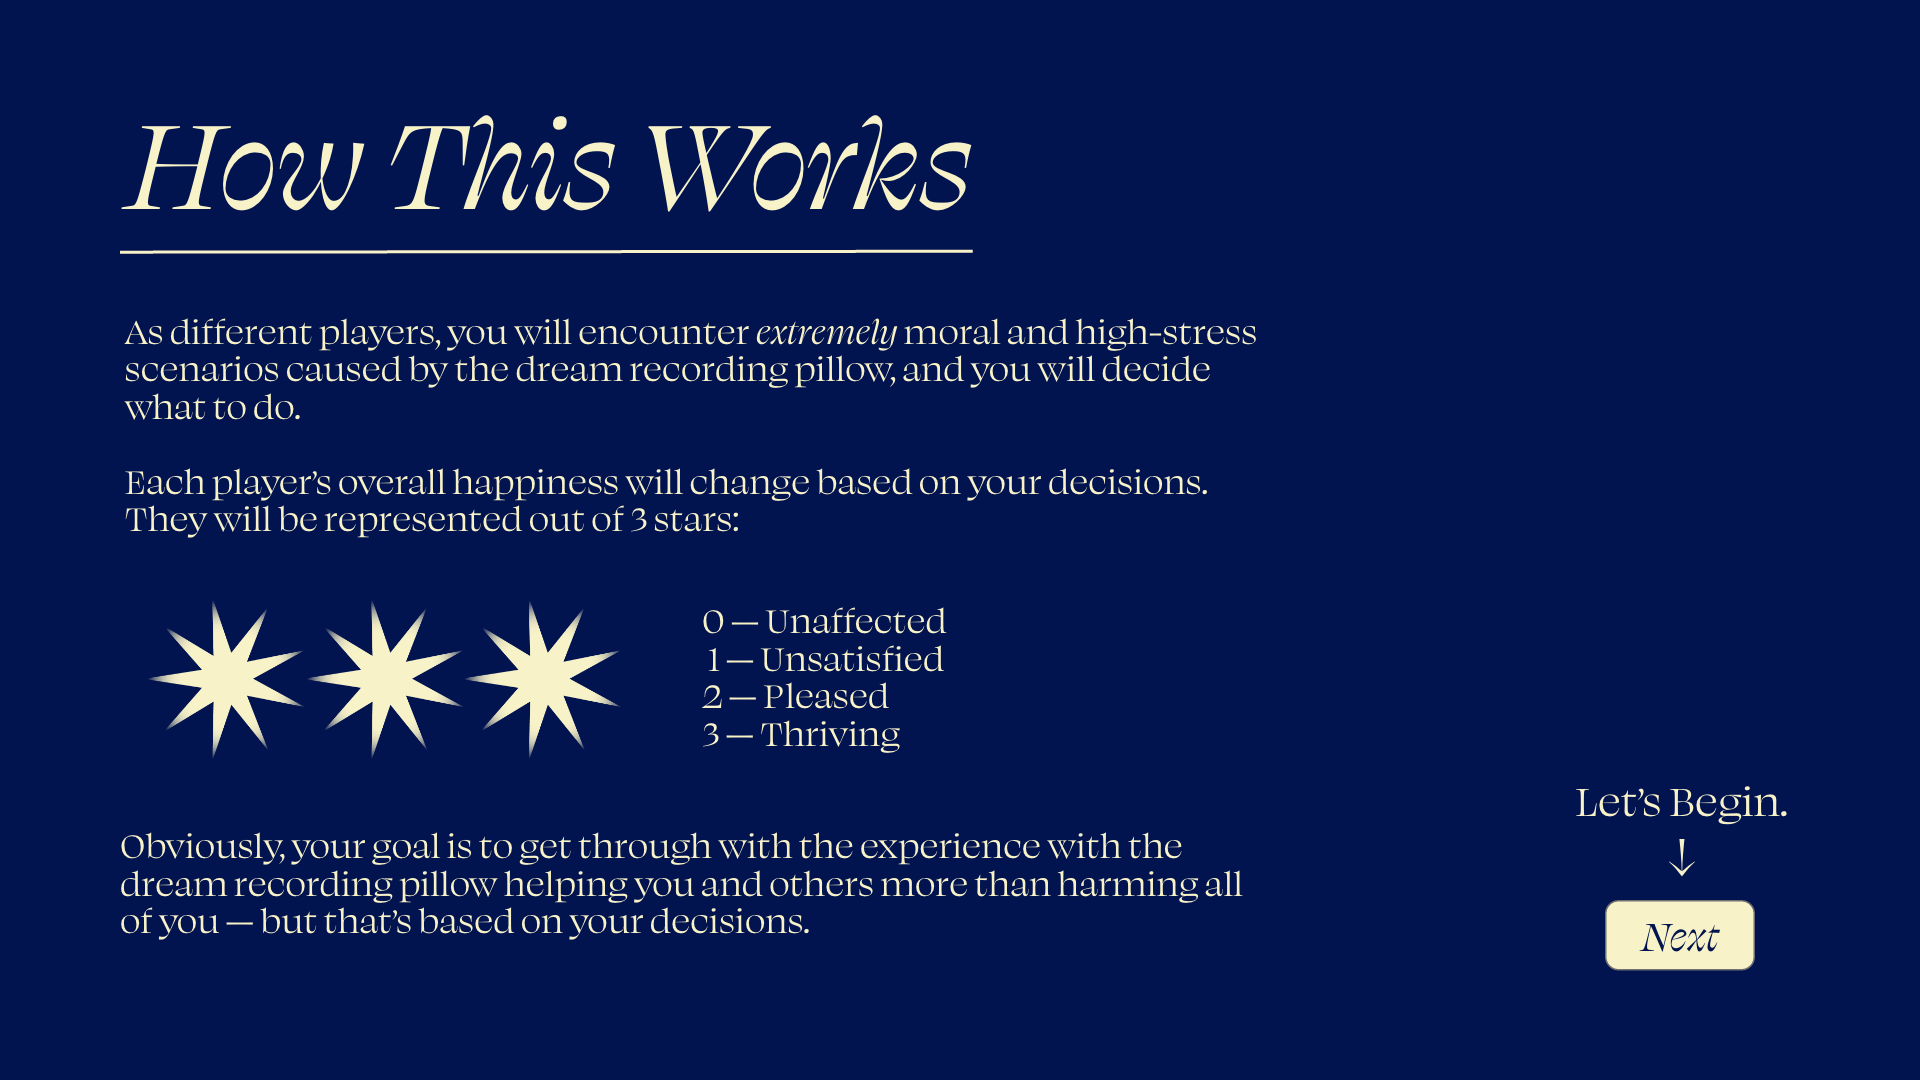 How This Works
As different players, you will encounter extremely moral and high-stress
scenarios caused by the dream recording pillow, and you will decide
what to do.
Each player’s overall happiness will change based on your decisions.
They will be represented out of 3 stars:
0 — Unaffected
1 — Unsatisfied
2 — Pleased
3 — Thriving
Obviously, your goal is to get through with the experience with the
dream recording pillow helping you and others more than harming all
of you — but that’s based on your decisions.
Let’s Begin.
↓
Next